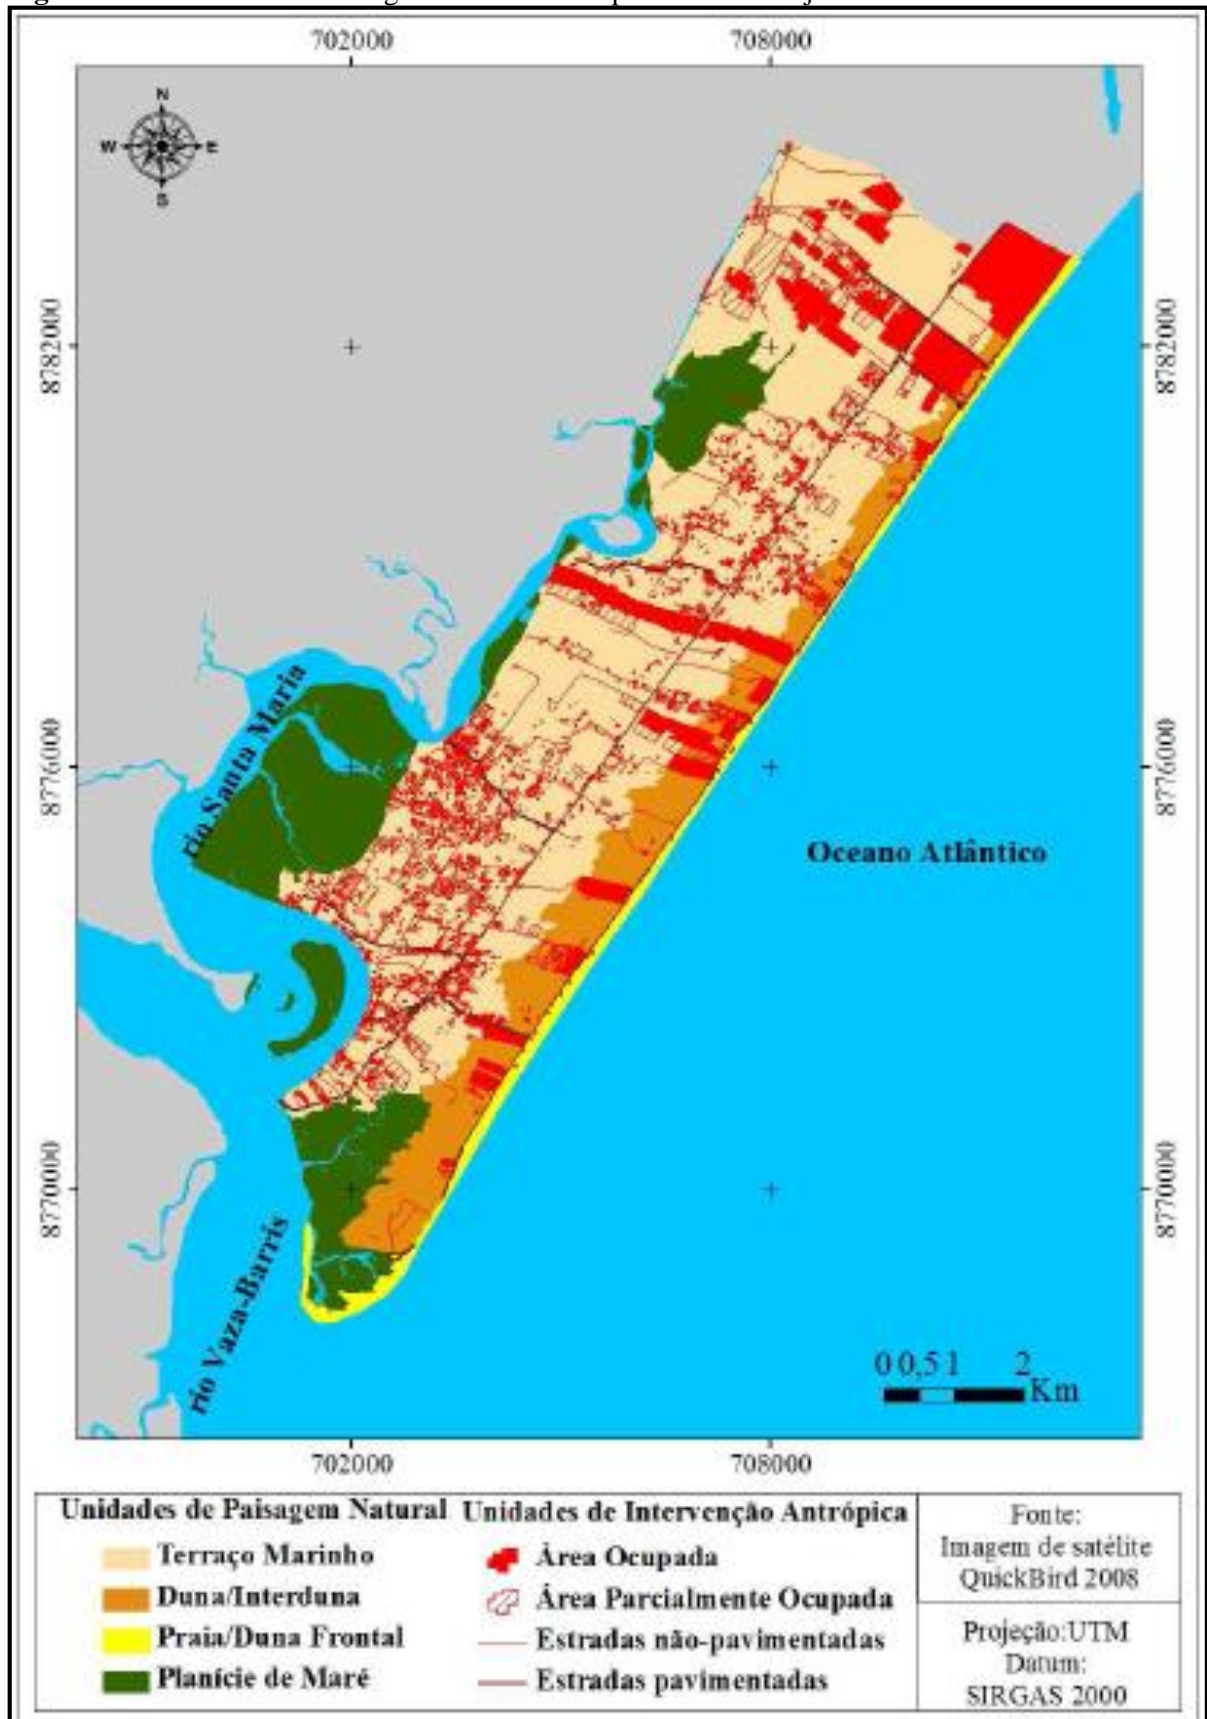 702000
708000
N
W
E
S
8782000
8782000
rio Santa Maria
8776000
8776000
Oceano Atlântico
8770000
8770000
rio Vaza-Barris
0 0,5 1 2
Km
702000
708000
Unidades de Paisagem Natural
Terraço Marinho
Duna/Interduna
Praia/Duna Frontal
Planície de Maré
Unidades de Intervenção Antrópica
Área Ocupada
Área Parcialmente Ocupada
Estradas não-pavimentadas
Estradas pavimentadas
Fonte:
Imagem de satélite
QuickBird 2008
Projeção:UTM
Datum:
SIRGAS 2000